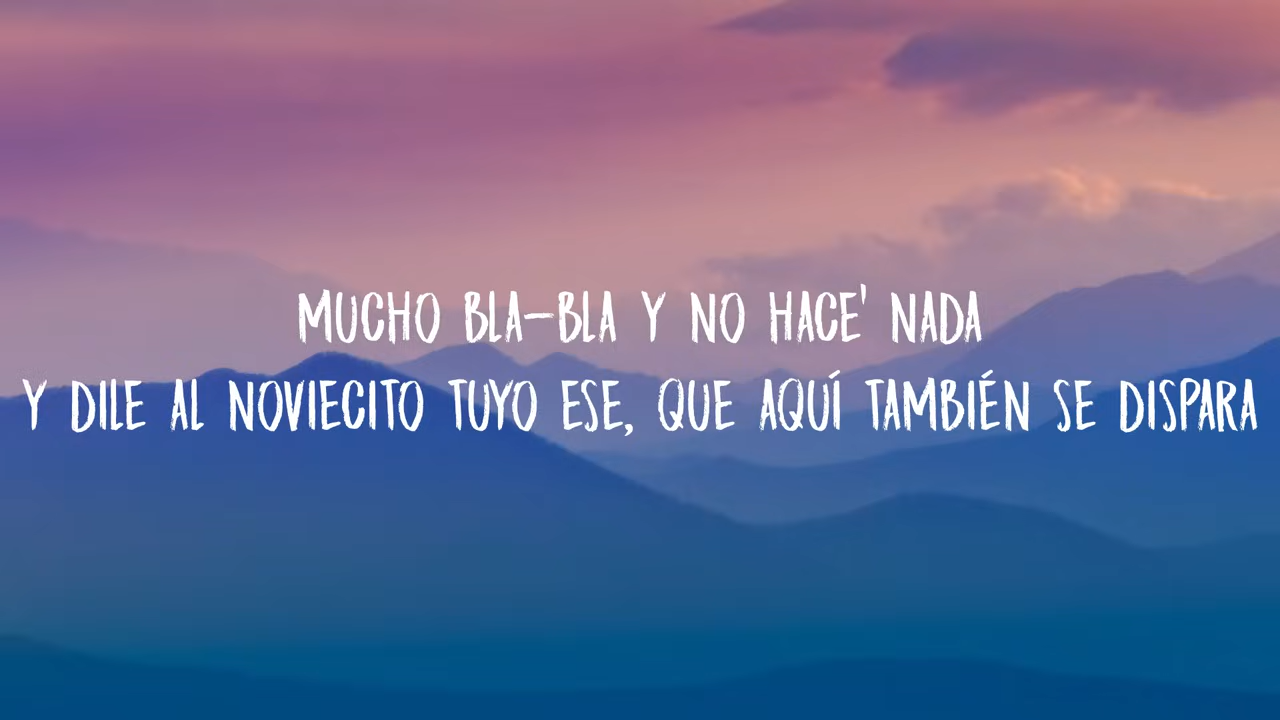 MUCHO BLA-BLA Y NO HACE' NADA
Y DILE AL NOVIECITO TUYO ESE, QUE AQUÍ TAMBIÉN SE DISPARA